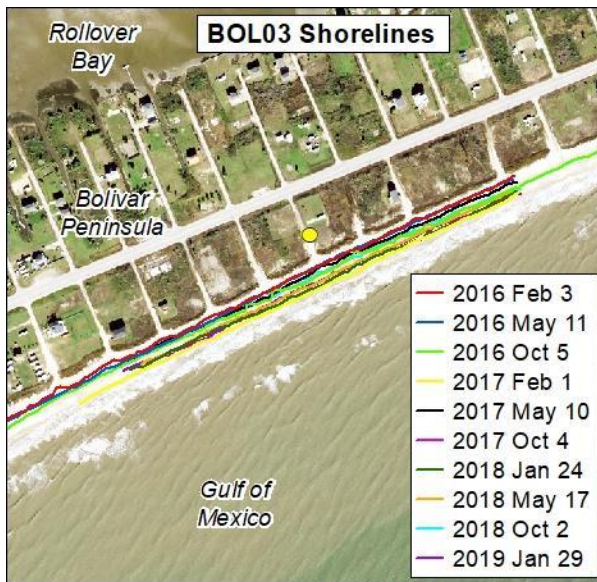 Rollover
Bay
BOL03 Shorelines
Bolivar
Peninsula
Gulf of
Mexico
2016 Feb 3
2016 May 11
2016 Oct 5
2017 Feb 1
2017 May 10
2017 Oct 4
2018 Jan 24
2018 May 17
2018 Oct 2
2019 Jan 29